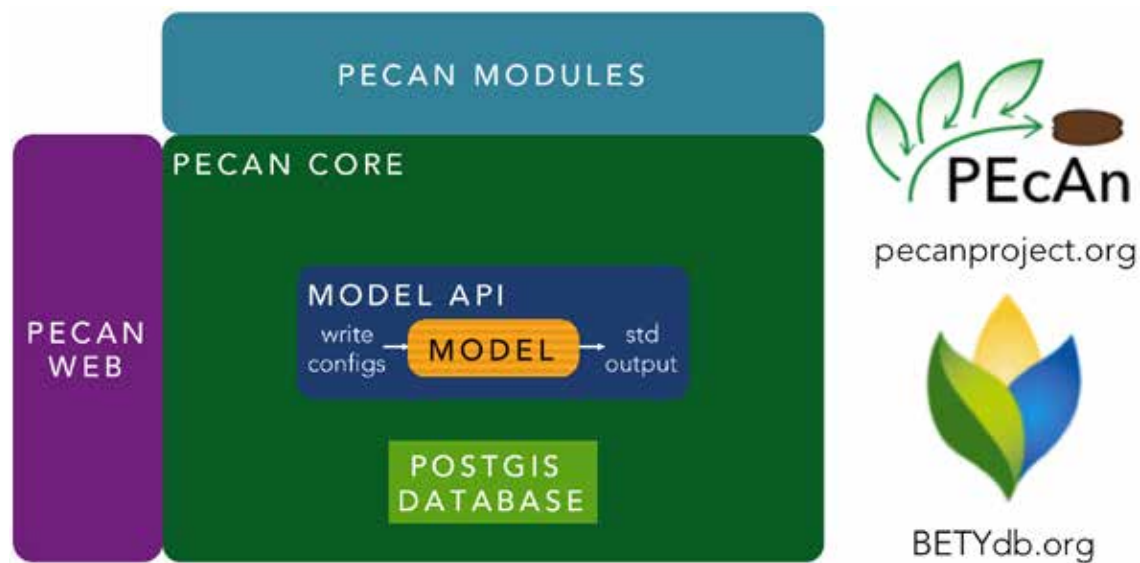 PECAN MODULES
PECAN CORE
PECAN
WEB
MODEL API
write
configs
MODEL
std
output
POSTGIS
DATABASE
PEcAn
pecanproject.org
BETYdb.org